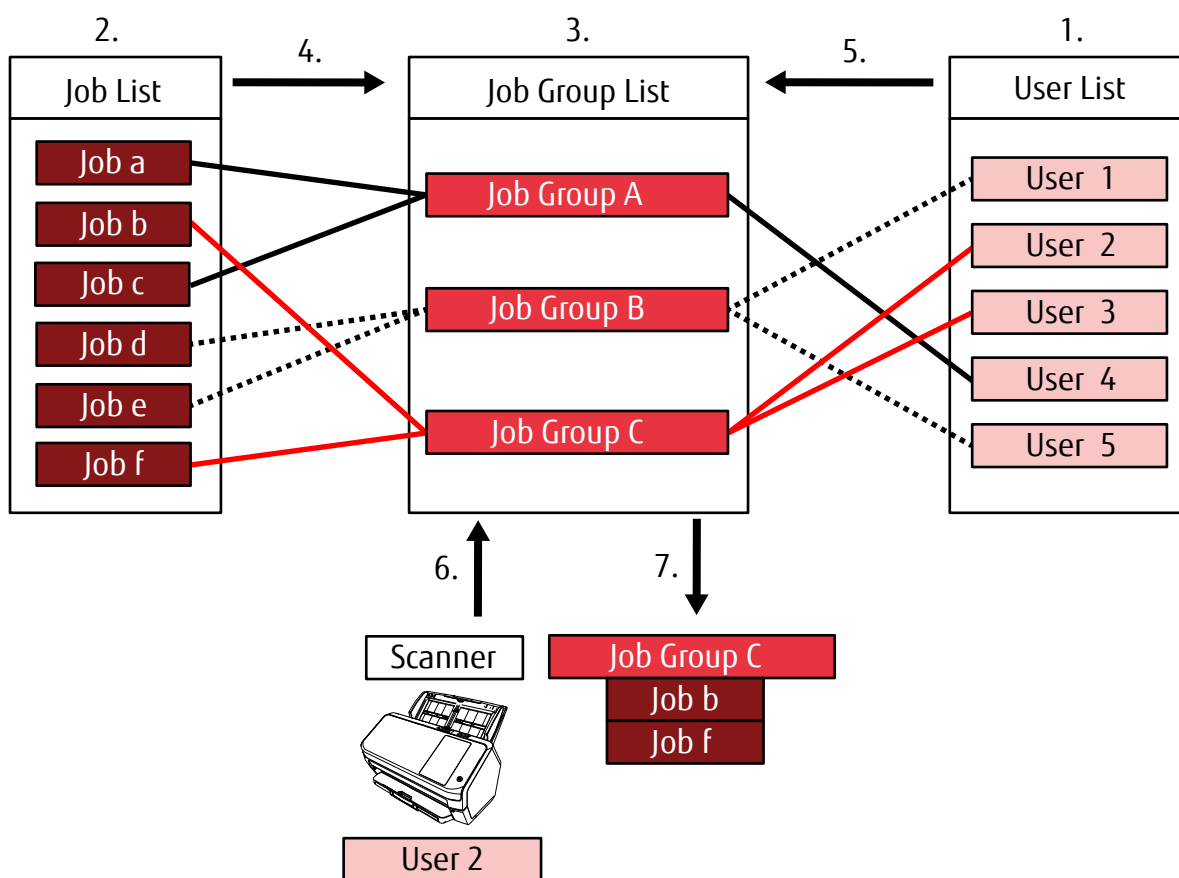 2.
4.
3.
5.
1.
Job List
Job Group List
User List
Job a
Job b
Job c
Job d
Job e
Job f
Job Group A
Job Group B
Job Group C
User 1
User 2
User 3
User 4
User 5
6.
7.
Scanner
User 2
Job Group C
Job b
Job f